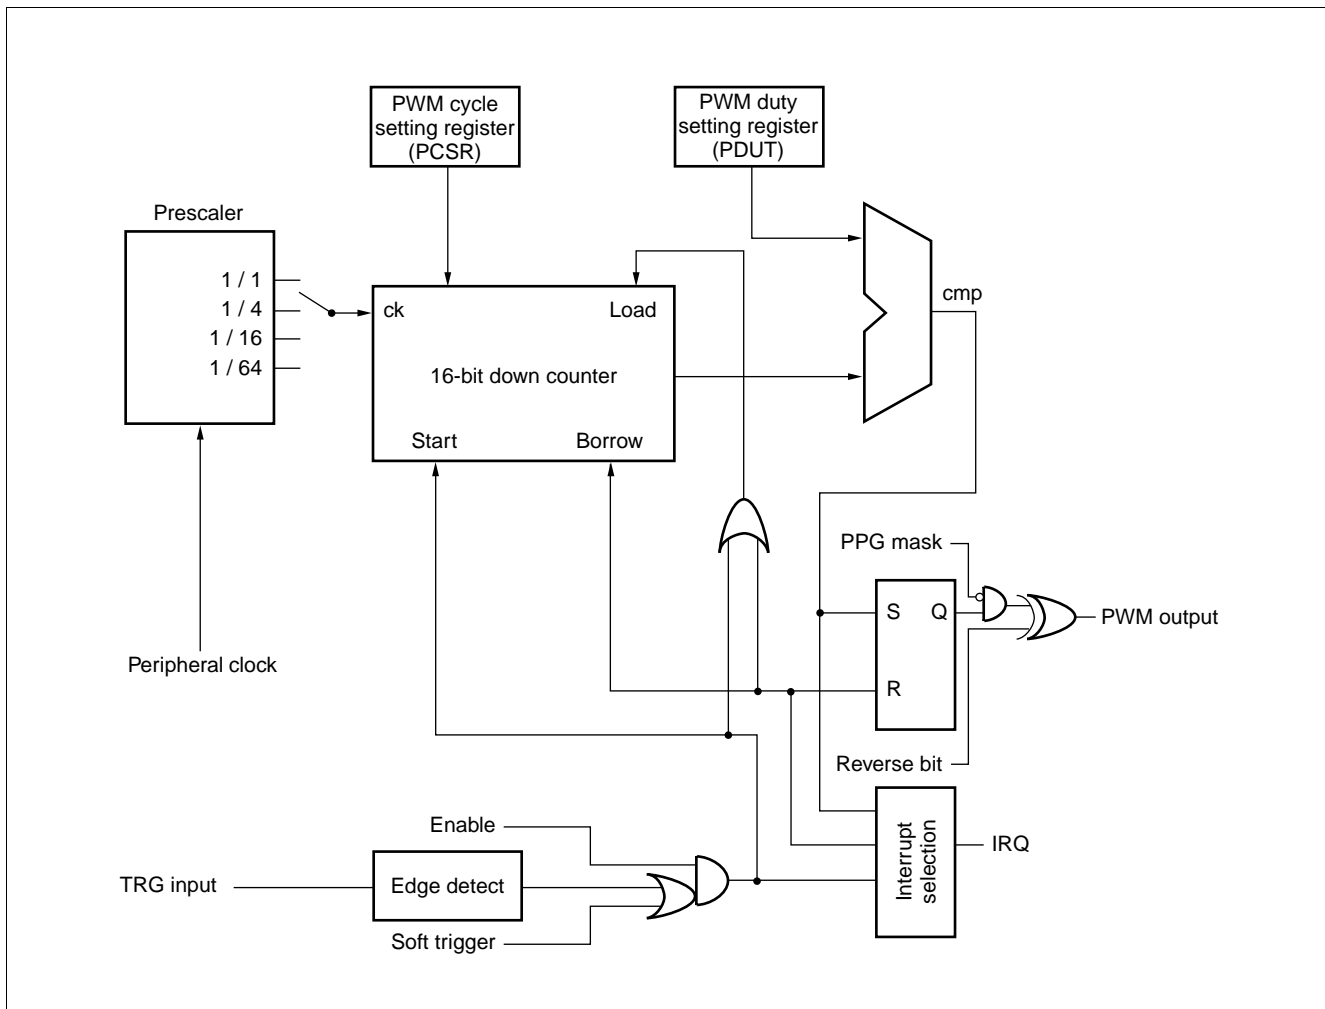 PWM cycle
setting register
(PCSR)
PWM duty
setting register
(PDUT)
Prescaler
1 / 1
1 / 4
1 / 16
1 / 64
ck
Load
16-bit down counter
Start
Borrow
cmp
PPG mask
S
Q
R
PWM output
Peripheral clock
Reverse bit
Enable
TRG input
Edge detect
Soft trigger
Interrupt
selection
IRQ